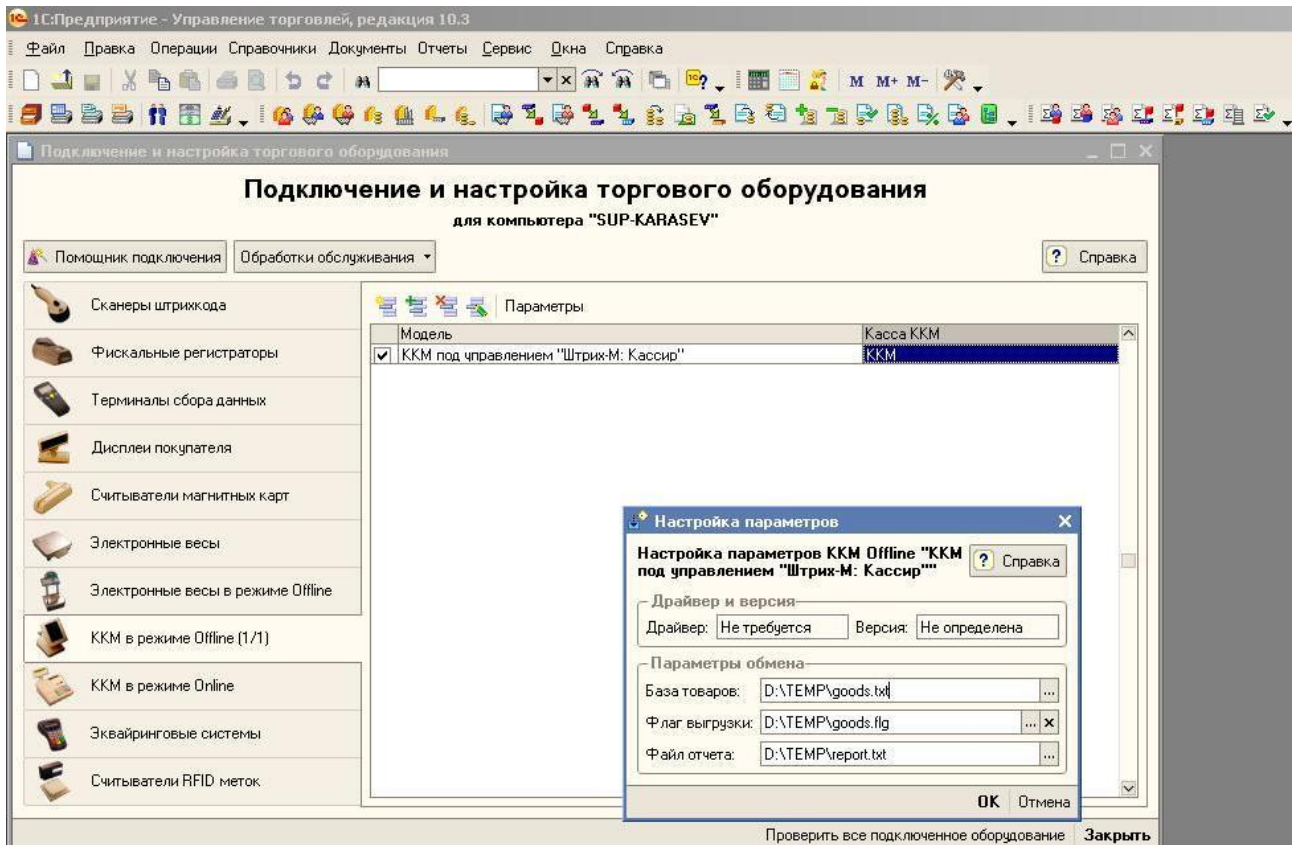 1С:Предприятие - Управление торговлей, редакция 10.3
Файл Правка Операции Справочники Документы Отчеты Сервис Окна Справка
М М+ М-
Подключение и настройка торгового оборудования
Подключение и настройка торгового оборудования
для компьютера "SUP-KARASEV"
Помощник подключения Обработки обслуживания ? Справка
Сканеры штрихкода
Фискальные регистраторы
Терминалы сбора данных
Дисплеи покупателя
Считыватели магнитных карт
Электронные весы
Электронные весы в режиме Offline
ККМ в режиме Offline (1/1)
ККМ в режиме Online
Эквайринговые системы
Считыватели RFID меток
Параметры
Модель Касса ККМ
ККМ под управлением "Штрих-М: Кассир" ККМ
Настройка параметров
Настройка параметров ККМ Offline "ККМ
под управлением "Штрих-М: Кассир""
? Справка
Драйвер и версия
Драйвер: Не требуется Версия: Не определена
Параметры обмена
База товаров: D:\TEMP\goods.txt ...
Флаг выгрузки: D:\TEMP\goods.flg ... x
Файл отчета: D:\TEMP\report.txt ...
OK Отмена
Проверить все подключенное оборудование Закрыть